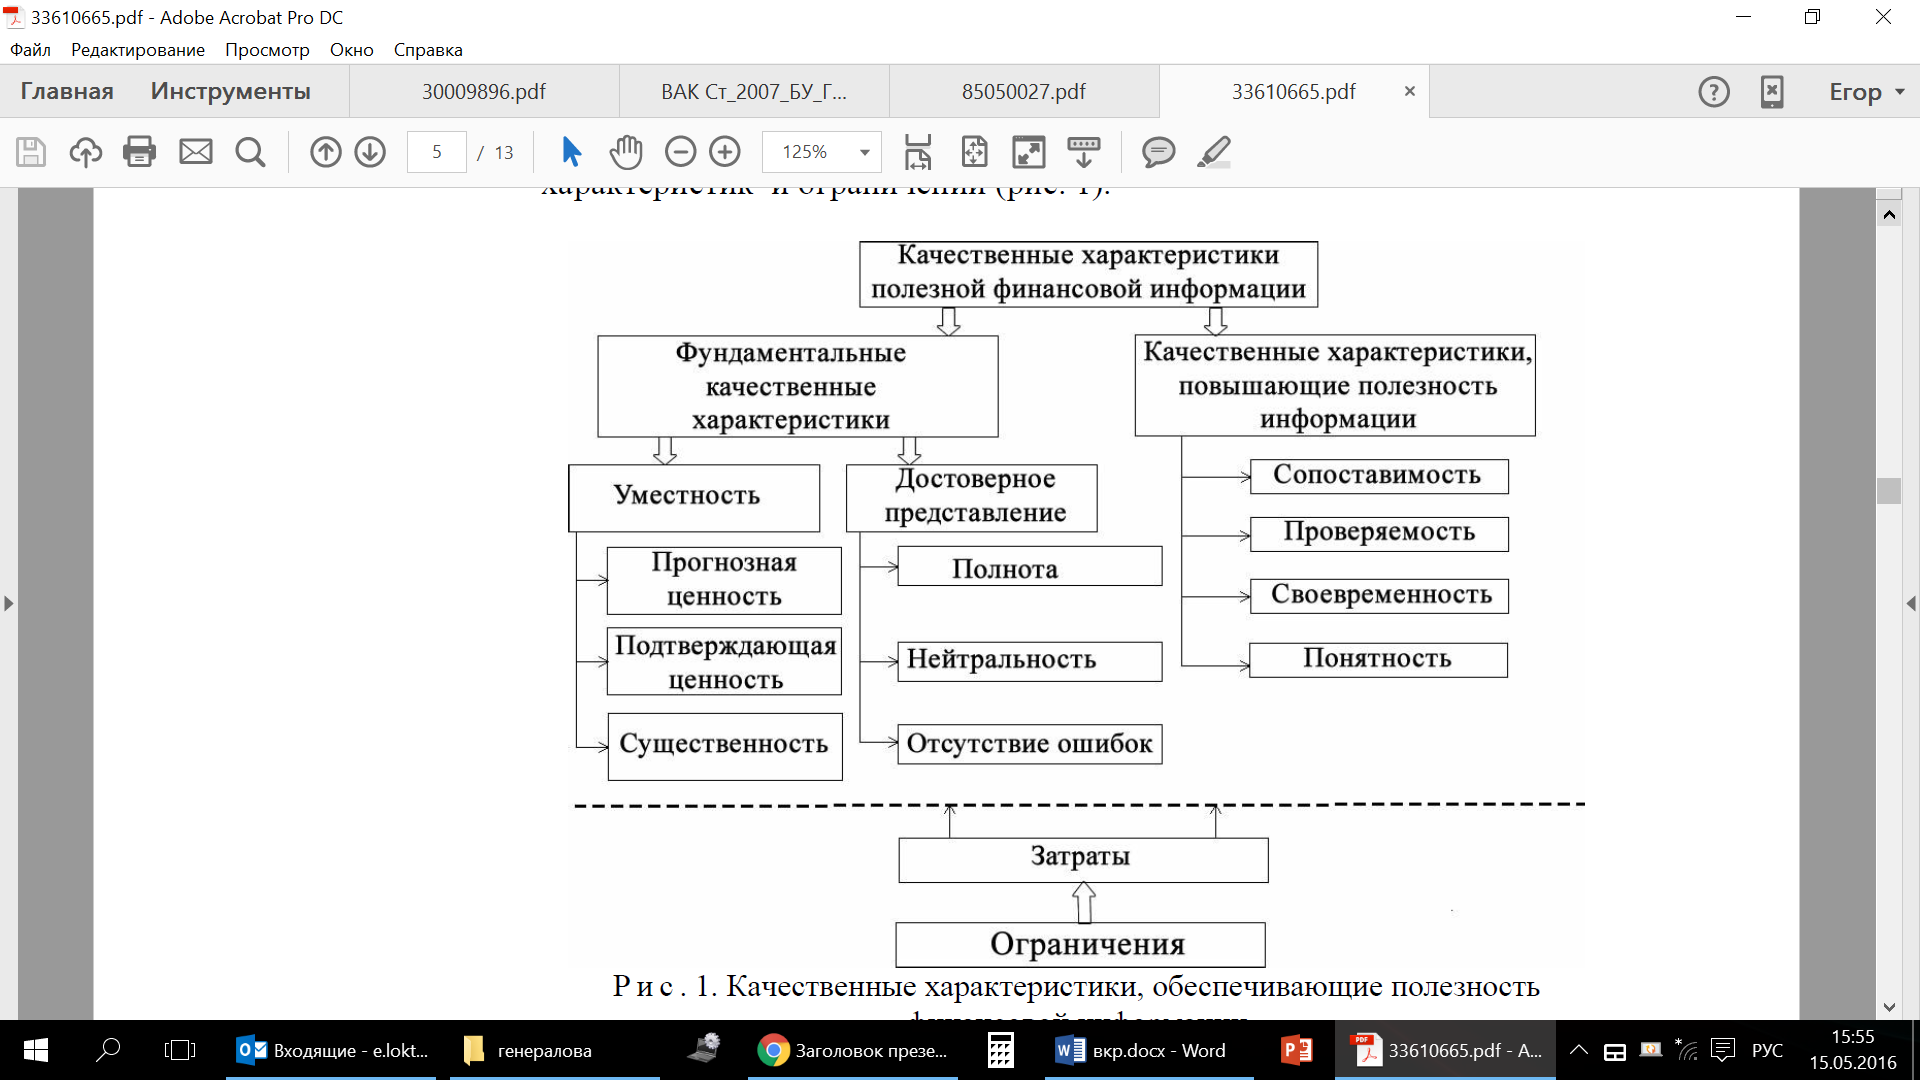 33610665.pdf - Adobe Acrobat Pro DC
Файл Редактирование Просмотр Окно Справка
Главная Инструменты 30009896.pdf ВАК Ст_2007_БУ_Г... 85050027.pdf 33610665.pdf × Егор
5 / 13 125%
характеристик и ограничений (рис. 1).
Качественные характеристики
полезной финансовой информации
Фундаментальные
качественные
характеристики
Качественные характеристики,
повышающие полезность
информации
Уместность
Достоверное
представление
Прогнозная
ценность
Подтверждающая
ценность
Существенность
Полнота
Нейтральность
Отсутствие ошибок
Сопоставимость
Проверяемость
Своевременность
Понятность
Затраты
Ограничения
Рис. 1. Качественные характеристики, обеспечивающие полезность
Входящие - e.lokt... генералова Заголовок презе... вкр.docx - Word 33610665.pdf - A... РУС
15:55
15.05.2016